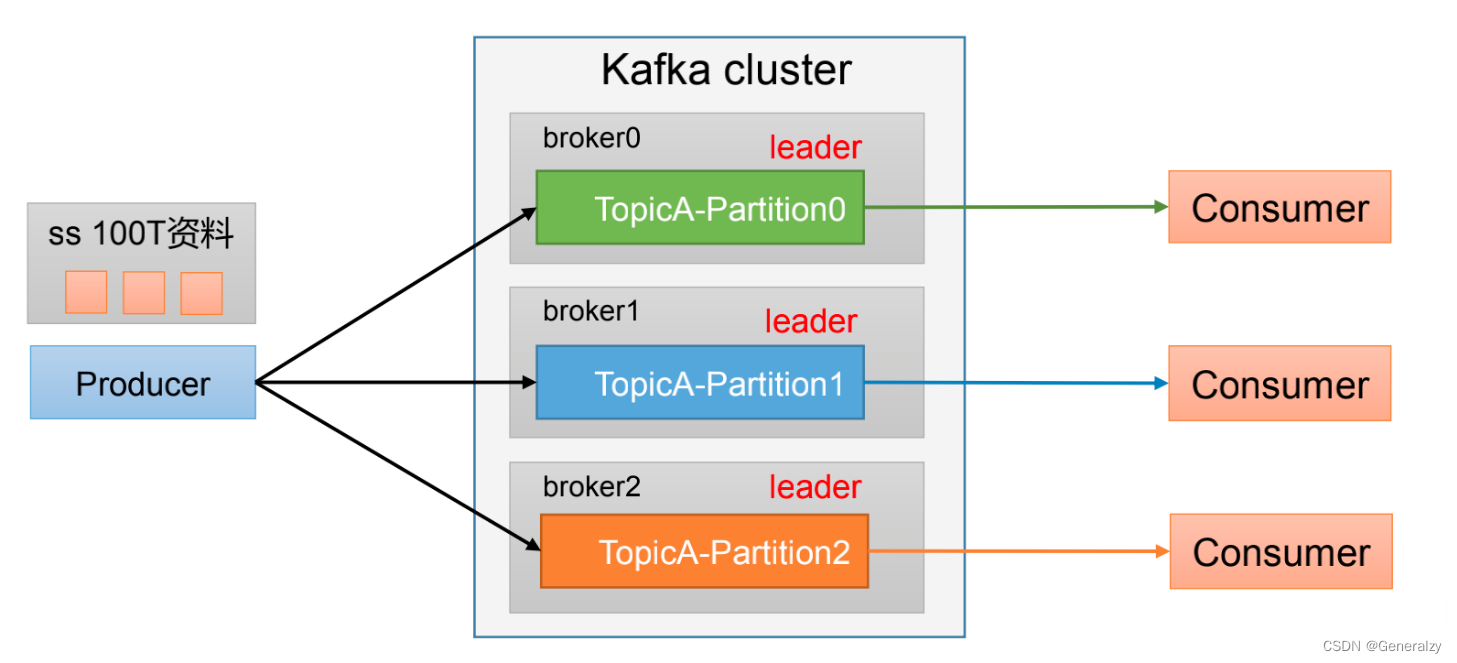 Kafka cluster
broker0
leader
TopicA-Partition0
Consumer
ss 100T资料
broker1
leader
Producer
TopicA-Partition1
Consumer
broker2
leader
TopicA-Partition2
Consumer
CSDN @Generalzy